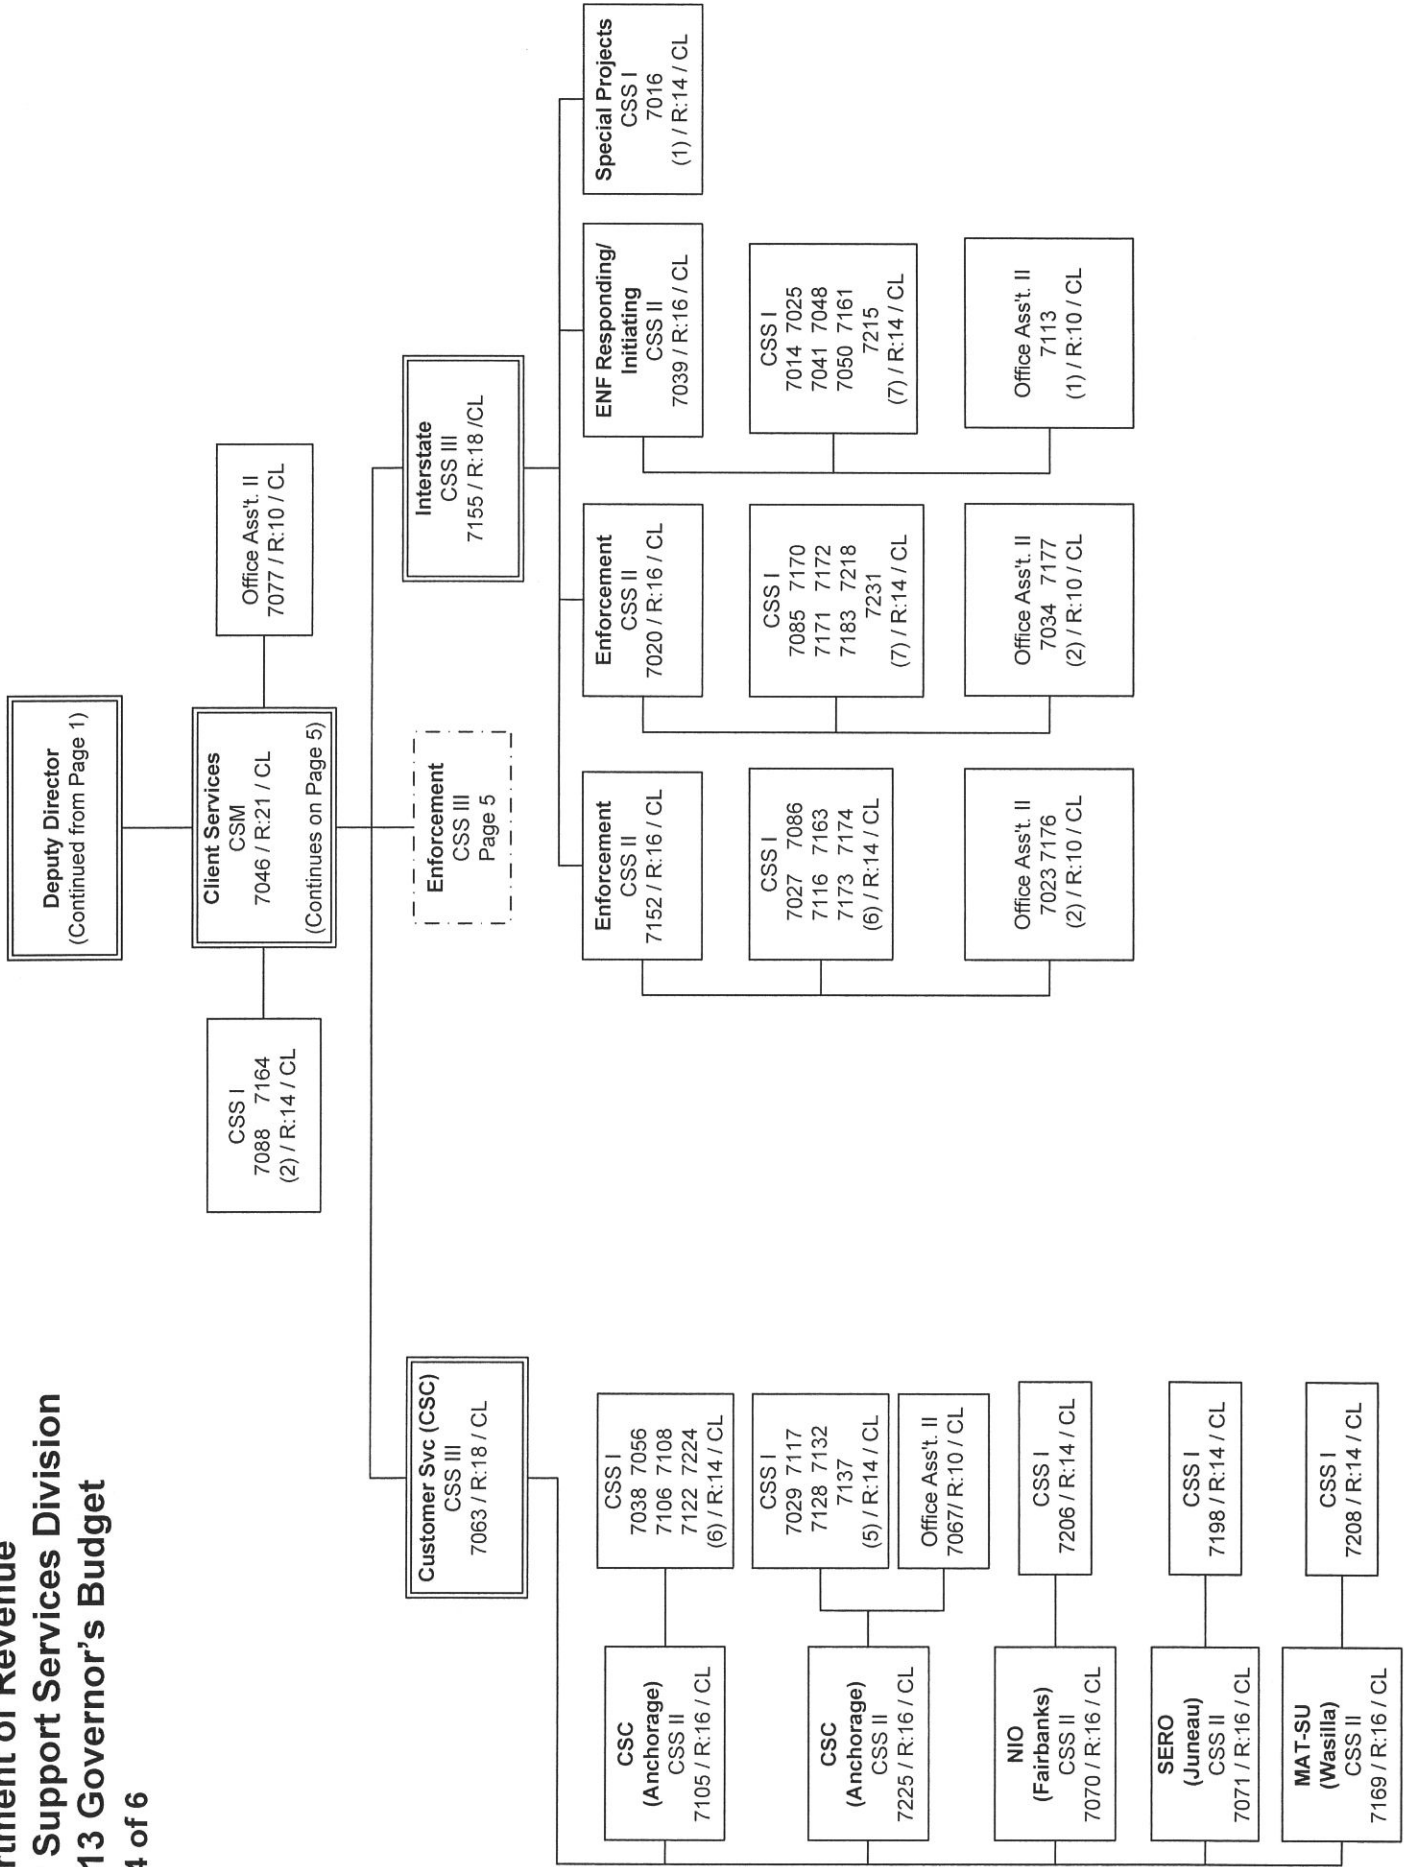 rtment of Revenue
Support Services Division
13 Governor's Budget
4 of 6
Deputy Director
(Continued from Page 1)
CSS I
7088 7164
(2) / R:14 / CL
Client Services
CSM
7046 / R:21 / CL
(Continues on Page 5)
Office Ass't. II
7077 / R:10 / CL
Customer Svc (CSC)
CSS III
7063 / R:18 / CL
Enforcement
CSS III
Page 5
Interstate
CSS III
7155 / R:18 /CL
CSC
(Anchorage)
CSS II
7105 / R:16 / CL
CSS I
7038 7056
7106 7108
7122 7224
(6) / R:14 / CL
CSC
(Anchorage)
CSS II
7225 / R:16 / CL
CSS I
7029 7117
7128 7132
7137
(5) / R:14 / CL
Office Ass't. II
7067/ R:10 / CL
NIO
(Fairbanks)
CSS II
7070 / R:16 / CL
CSS I
7206 / R:14 / CL
SERO
(Juneau)
CSS II
7071 / R:16 / CL
CSS I
7198 / R:14 / CL
MAT-SU
(Wasilla)
CSS II
7169 / R:16 / CL
CSS I
7208 / R:14 / CL
Enforcement
CSS II
7152 / R:16 / CL
CSS I
7027 7086
7116 7163
7173 7174
(6) / R:14 / CL
Office Ass't. II
7023 7176
(2) / R:10 / CL
Enforcement
CSS II
7020 / R:16 / CL
CSS I
7085 7170
7171 7172
7183 7218
7231
(7) / R:14 / CL
Office Ass't. II
7034 7177
(2) / R:10 / CL
ENF Responding/
Initiating
CSS II
7039 / R:16 / CL
CSS I
7014 7025
7041 7048
7050 7161
7215
(7) / R:14 / CL
Office Ass't. II
7113
(1) / R:10 / CL
Special Projects
CSS I
7016
(1) / R:14 / CL